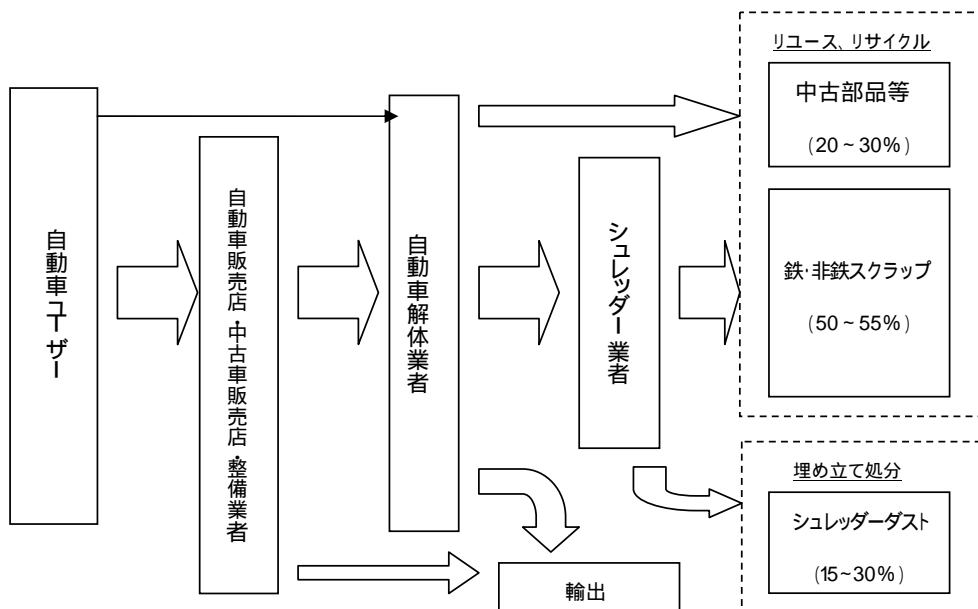 自動車ユーザー
自動車販売店・中古車販売店・整備業者
自動車解体業者
シュレッダー業者
リユース、リサイクル
中古部品等
(20~30%)
鉄・非鉄スクラップ
(50~55%)
埋め立て処分
シュレッダーダスト
(15~30%)
輸出